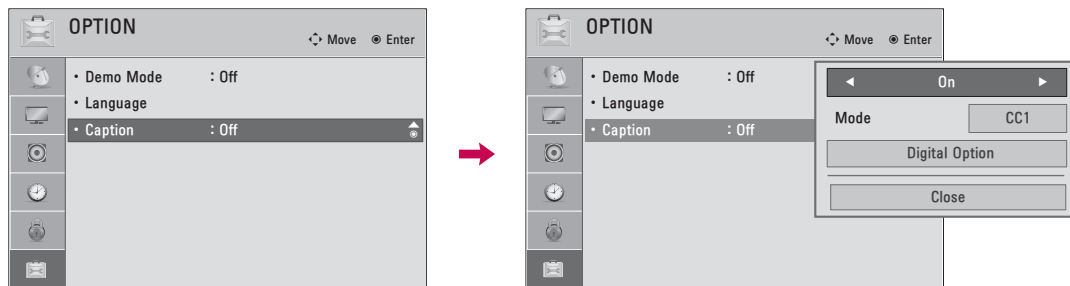 OPTION
Move Enter
• Demo Mode : Off
• Language
• Caption : Off
OPTION
Move Enter
• Demo Mode : Off
• Language
• Caption : Off
◄ On ►
Mode CC1
Digital Option
Close